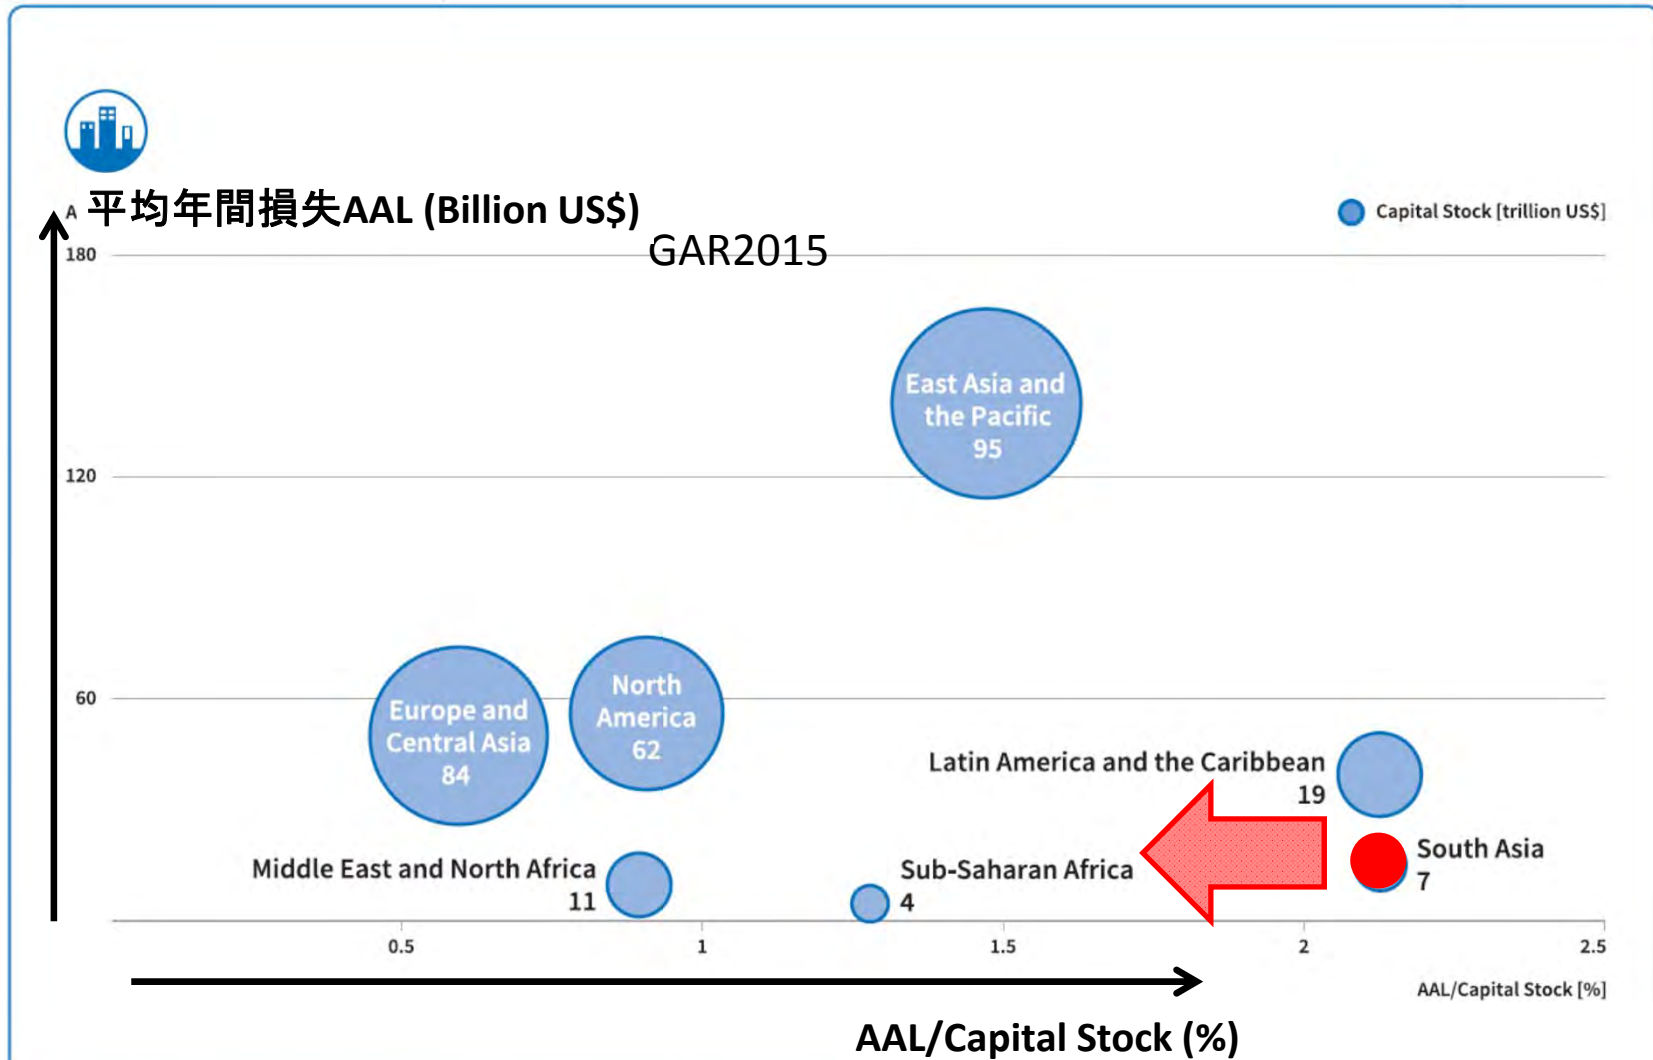 A 平均年間損失AAL (Billion US$)
Capital Stock [trillion US$]
GAR2015
180
East Asia and
the Pacific
95
120
60
North
America
62
Europe and
Central Asia
84
Latin America and the Caribbean
19
South Asia
7
Middle East and North Africa
11
Sub-Saharan Africa
4
0.5
1
1.5
2
2.5
AAL/Capital Stock [%]
AAL/Capital Stock (%)